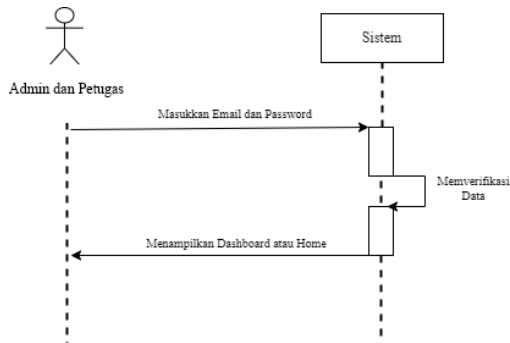 Sistem
Admin dan Petugas
Masukkan Email dan Password
Memverifikasi
Data
Menampilkan Dashboard atau Home